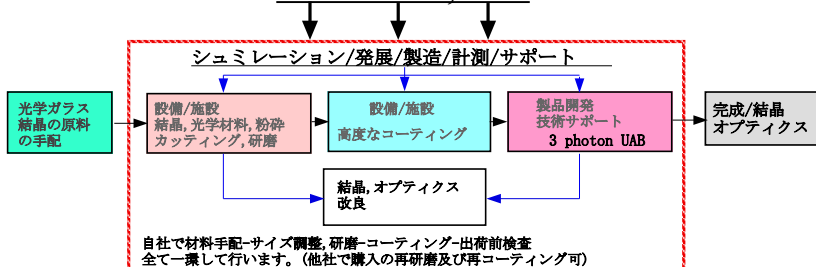 シュミレーション/発展/製造/計測/サポート
光学ガラス
結晶の原料
の手配
設備/施設
結晶,光学材料,粉砕
カッティング,研磨
設備/施設
高度なコーティング
製品開発
技術サポート
3 photon UAB
完成/結晶
オプティクス
結晶,オプティクス
改良
自社で材料手配-サイズ調整,研磨-コーティング-出荷前検査
全て一環して行います。(他社で購入の再研磨及び再コーティング可)